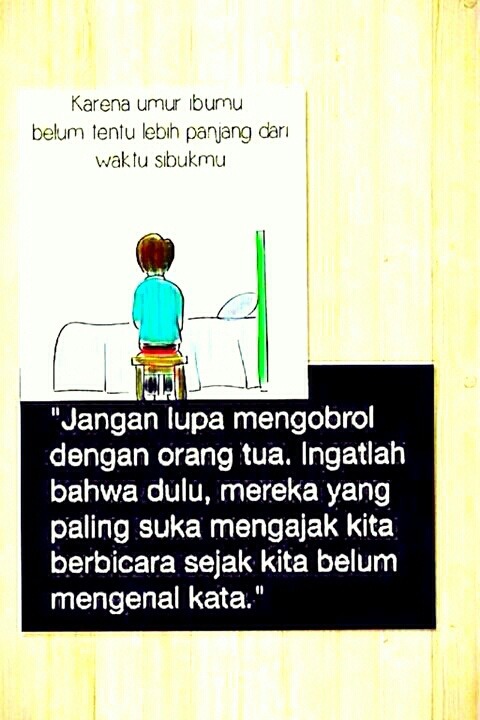 Karena umur ibumu
belum tentu lebih panjang dari
waktu sibukmu
"Jangan lupa mengobrol
dengan orang tua. Ingatlah
bahwa dulu, mereka yang
paling suka mengajak kita
berbicara sejak kita belum
mengenal kata."